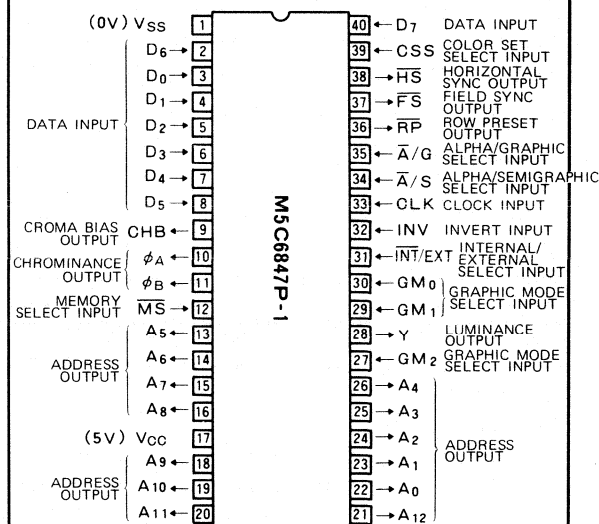 (0V) VSS 1
D6 2
D0 3
D1 4
DATA INPUT
D2 5
D3 6
D4 7
D5 8
CROMA BIAS OUTPUT CHB 9
CHROMINANCE OUTPUT
φA 10
φB 11
MEMORY SELECT INPUT MS 12
A5 13
ADDRESS OUTPUT
A6 14
A7 15
A8 16
(5V) VCC 17
A9 18
ADDRESS OUTPUT
A10 19
A11 20
M5C6847P-1
40 D7 DATA INPUT
39 CSS COLOR SET SELECT INPUT
38 HS HORIZONTAL SYNC OUTPUT
37 FS FIELD SYNC OUTPUT
36 RP ROW PRESET OUTPUT
35 A/G ALPHA/GRAPHIC SELECT INPUT
34 A/S ALPHA/SEMIGRAPHIC SELECT INPUT
33 CLK CLOCK INPUT
32 INV INVERT INPUT
31 INT/EXT INTERNAL/EXTERNAL SELECT INPUT
30 GM0
GRAPHIC MODE SELECT INPUT
29 GM1
28 Y LUMINANCE OUTPUT
27 GM2 GRAPHIC MODE SELECT INPUT
26 A4
25 A3
24 A2
ADDRESS OUTPUT
23 A1
22 A0
21 A12